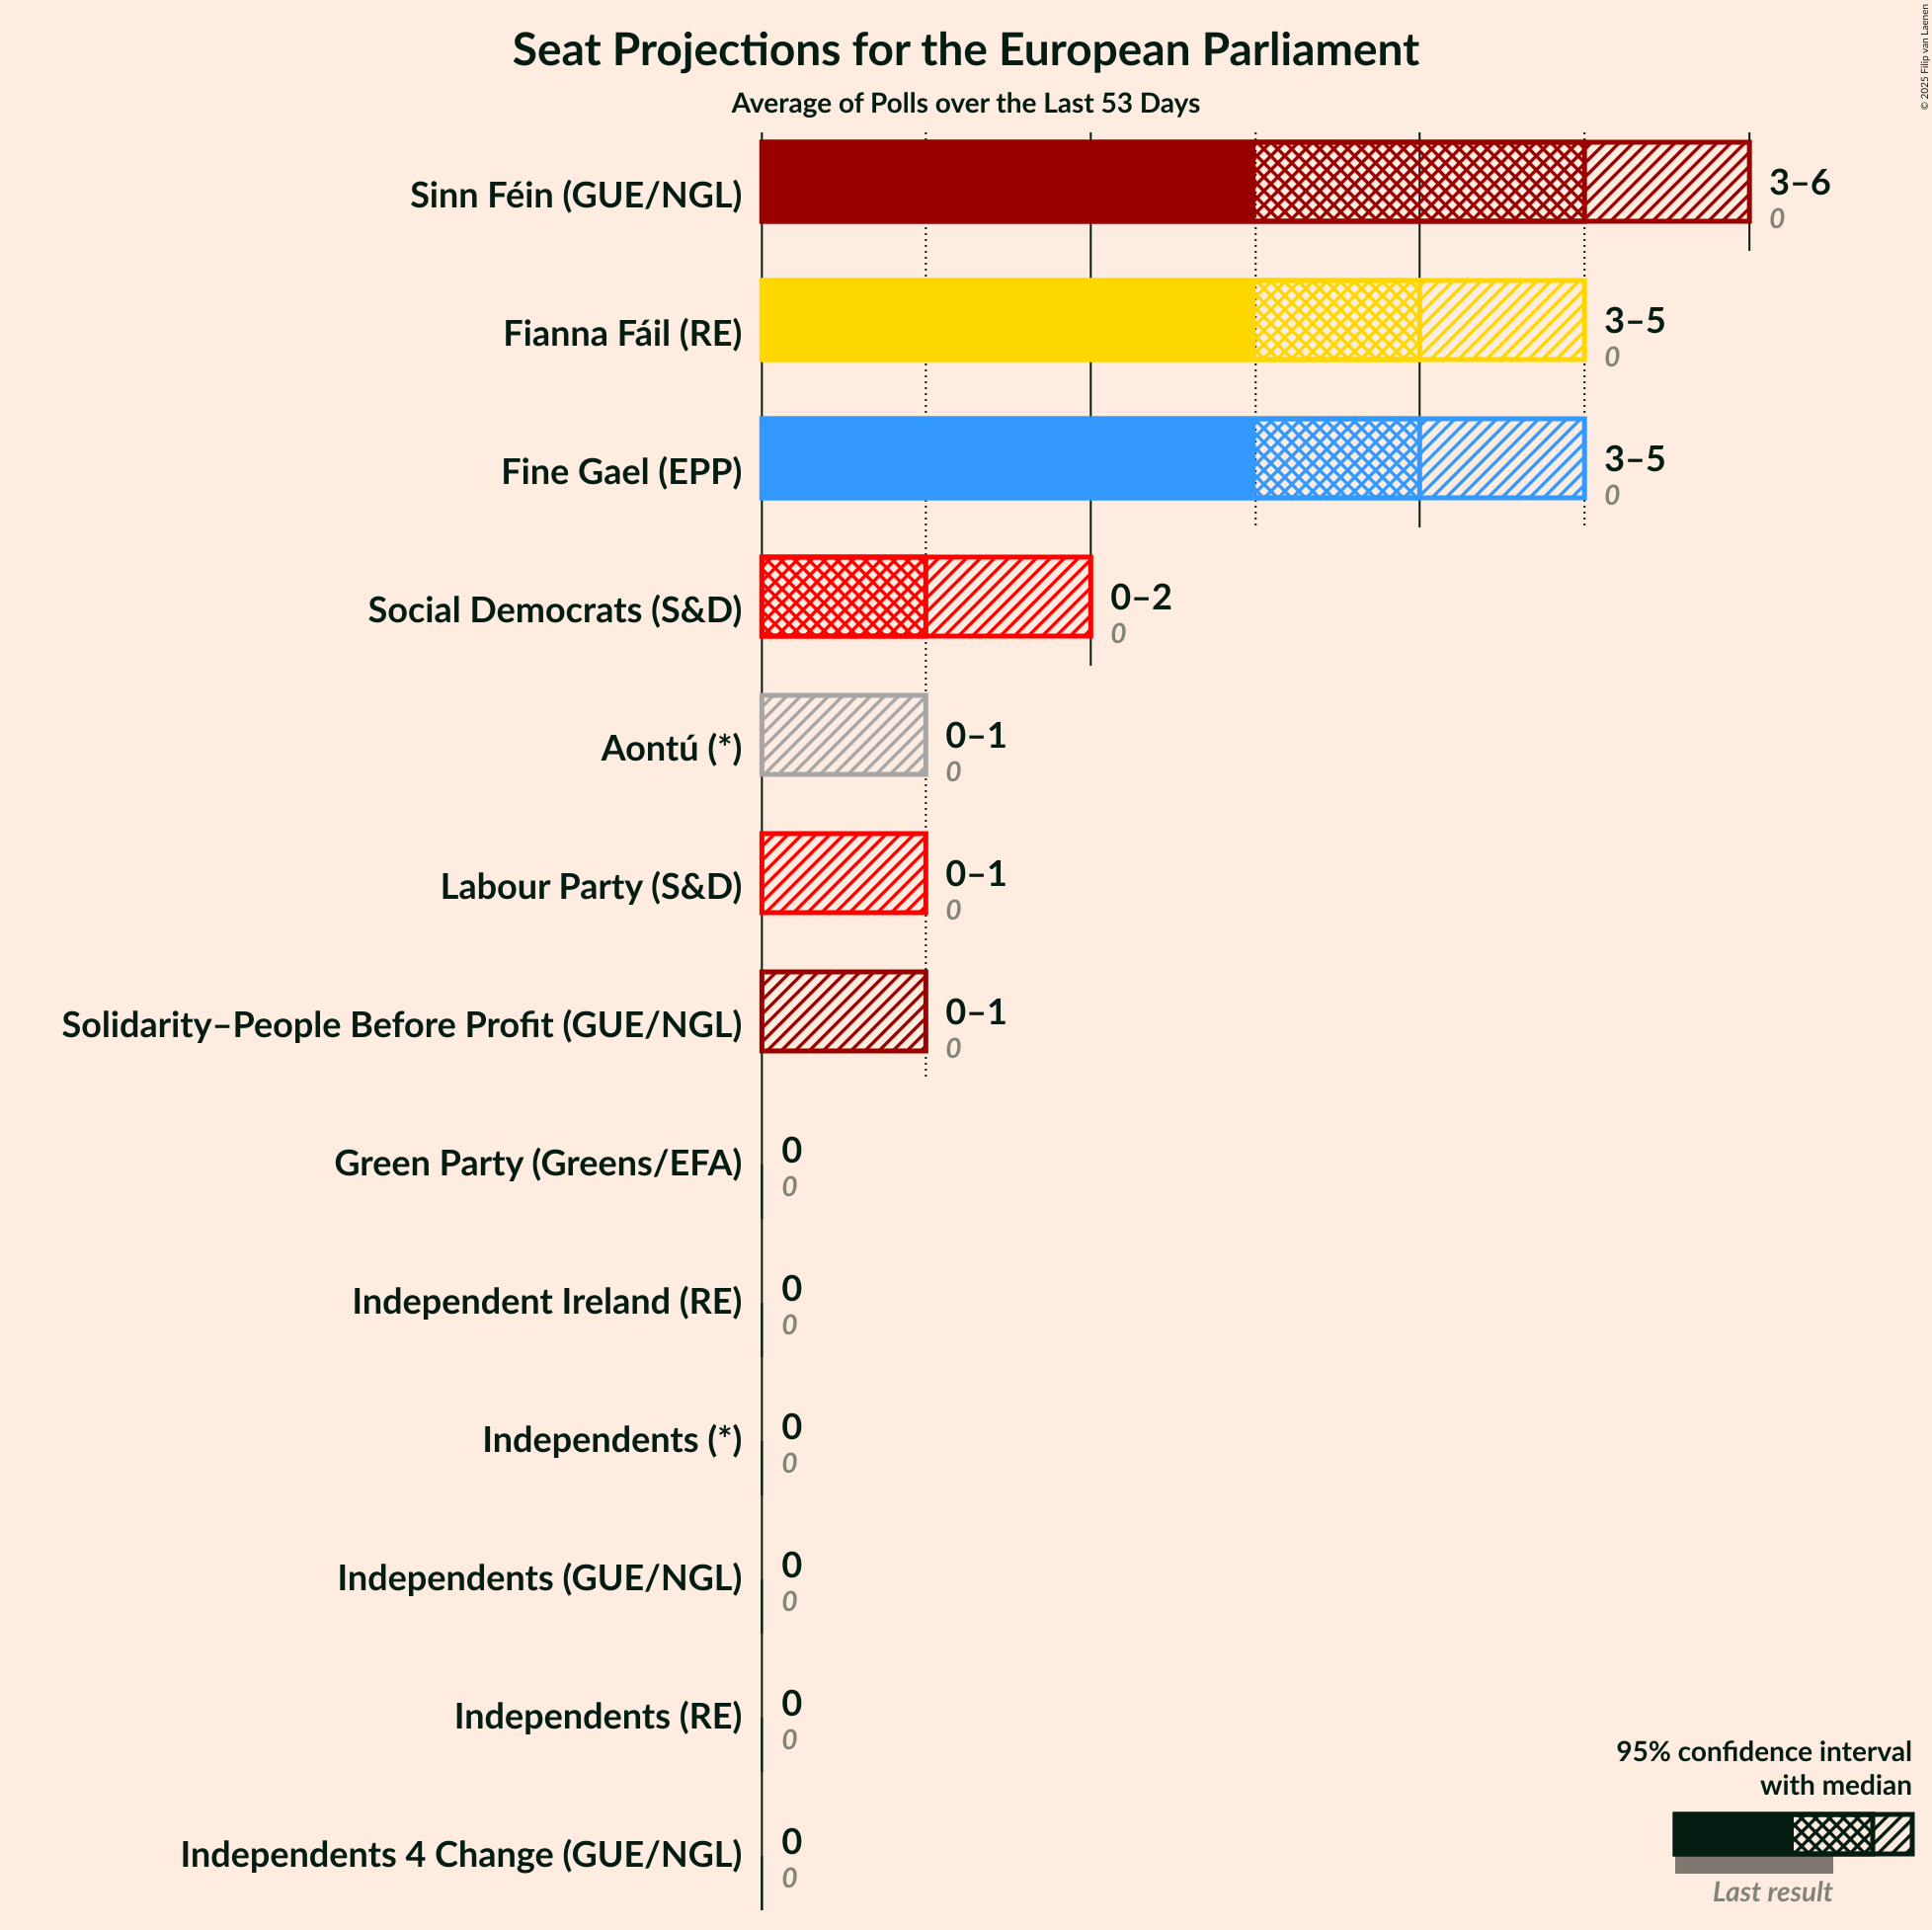 Seat Projections for the European Parliament
Average of Polls over the Last 53 Days
© 2025 Filip van Laenen
Sinn Féin (GUE/NGL)
3–6
0
Fianna Fáil (RE)
3–5
0
Fine Gael (EPP)
3–5
0
Social Democrats (S&D)
0–2
0
Aontú (*)
0–1
0
Labour Party (S&D)
0–1
0
Solidarity–People Before Profit (GUE/NGL)
0–1
0
Green Party (Greens/EFA)
0
0
Independent Ireland (RE)
0
0
Independents (*)
0
0
Independents (GUE/NGL)
0
0
Independents (RE)
0
0
Independents 4 Change (GUE/NGL)
0
0
95% confidence interval
with median
Last result